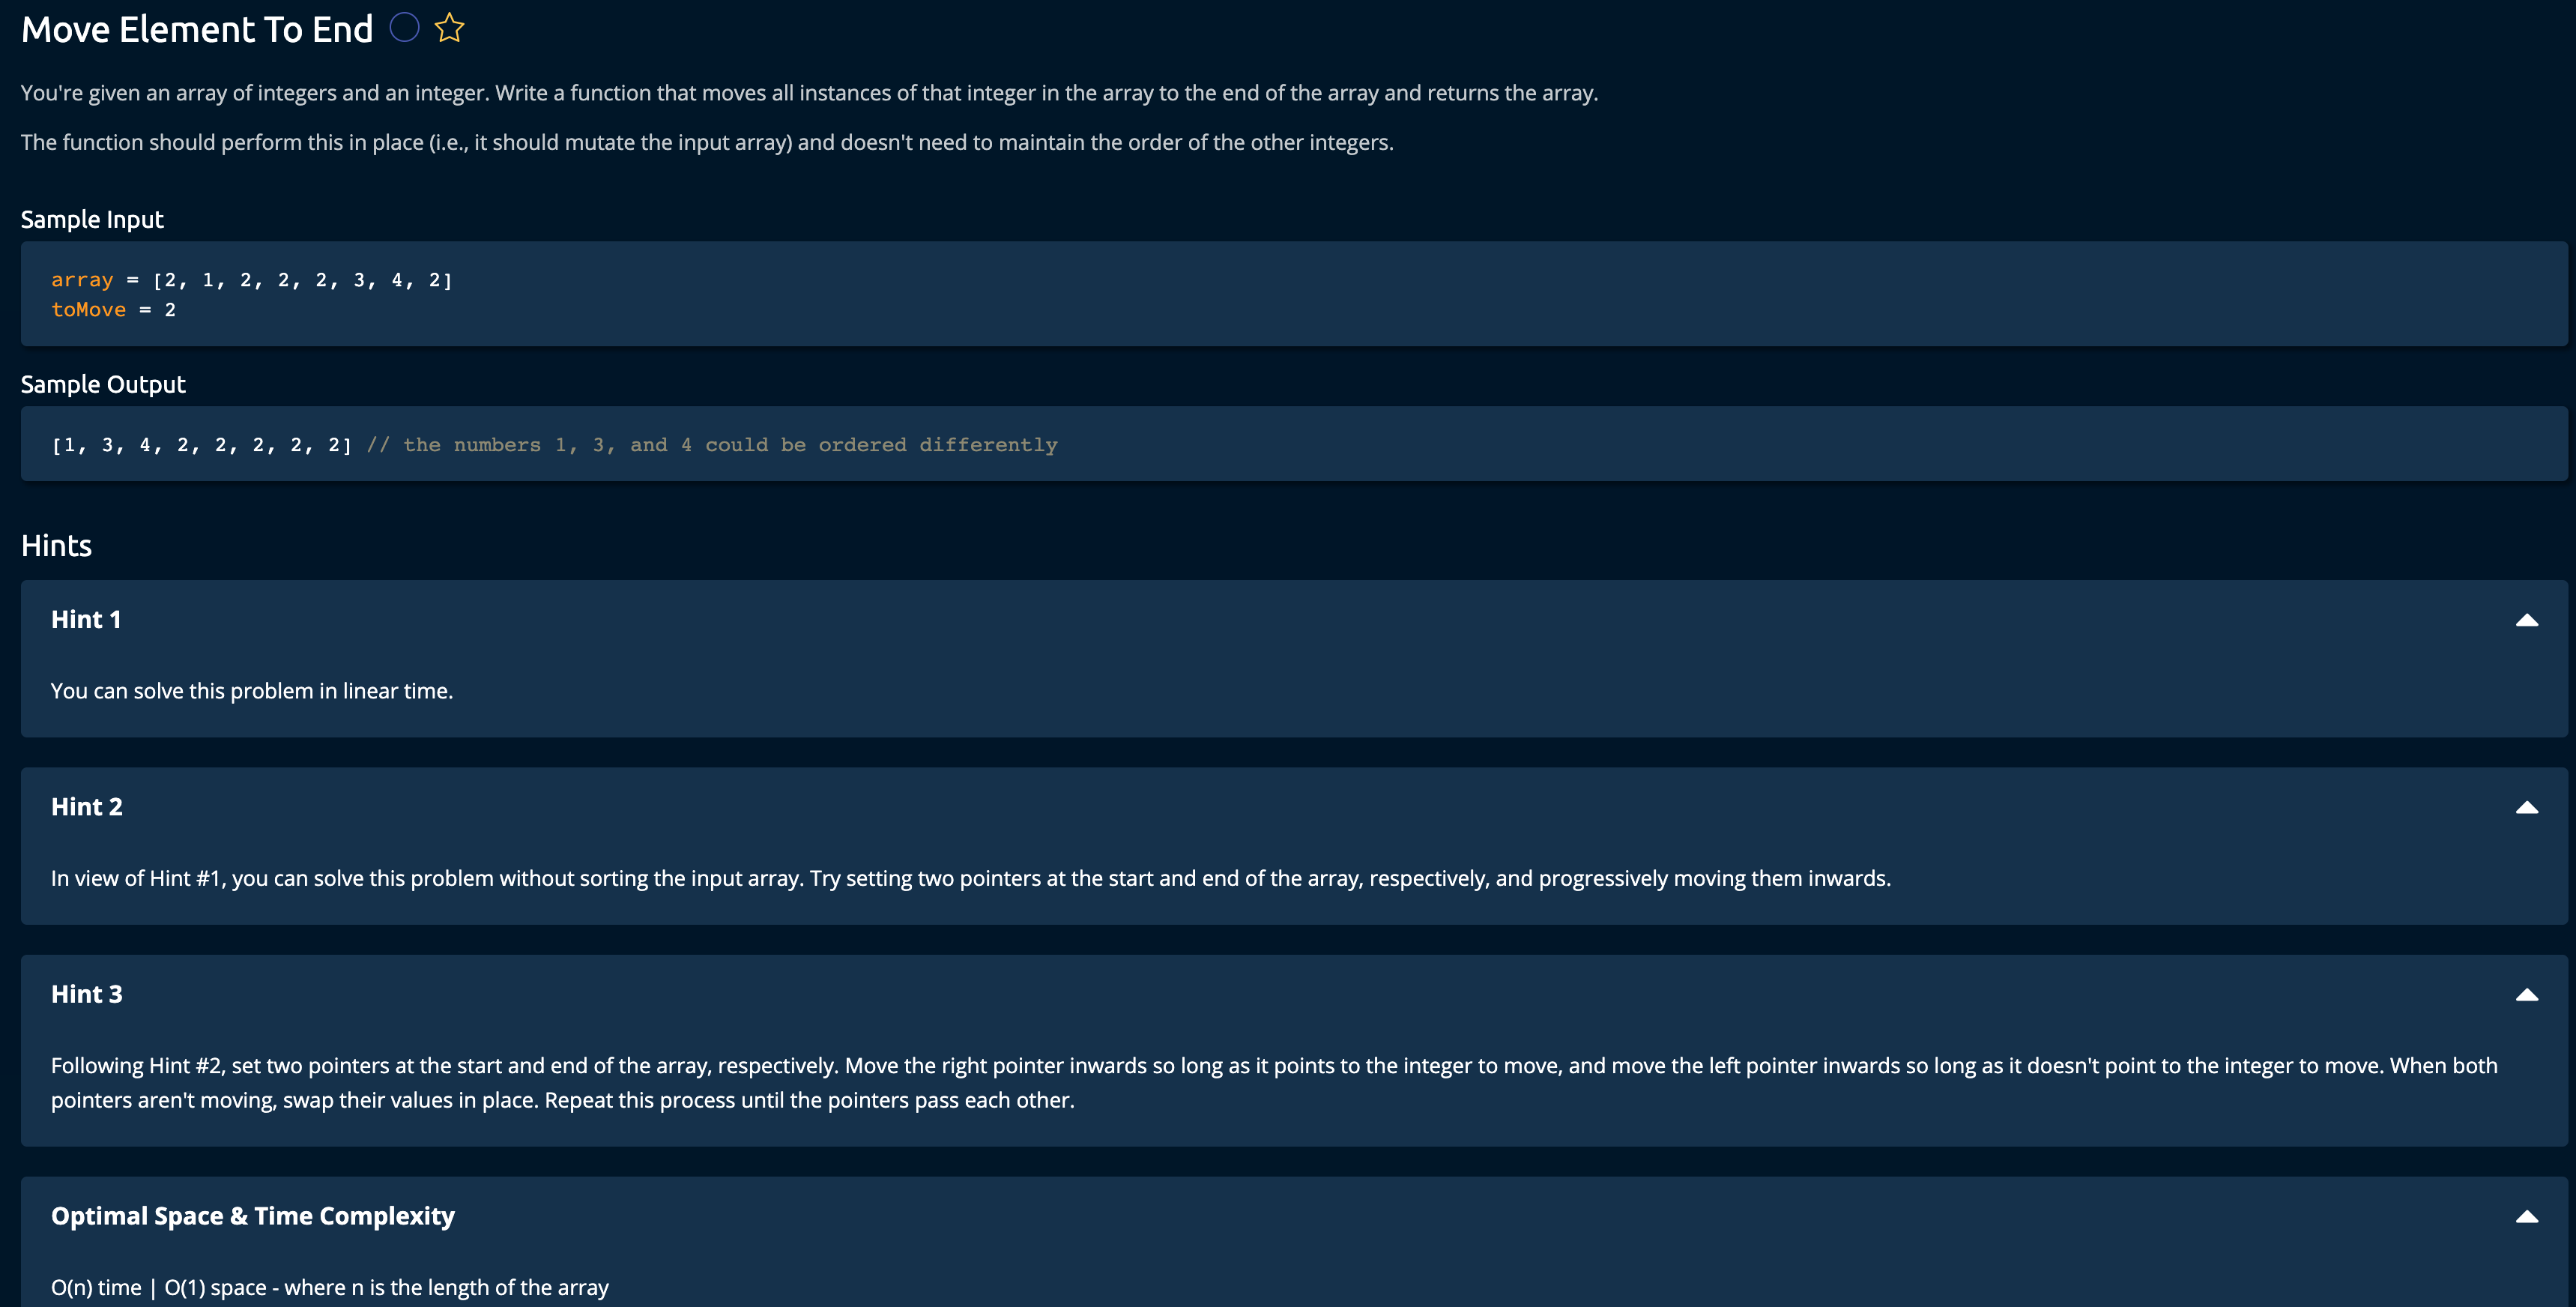 Move Element To End
You're given an array of integers and an integer. Write a function that moves all instances of that integer in the array to the end of the array and returns the array.
The function should perform this in place (i.e., it should mutate the input array) and doesn't need to maintain the order of the other integers.
Sample Input
array = [2, 1, 2, 2, 2, 3, 4, 2]
toMove = 2
Sample Output
[1, 3, 4, 2, 2, 2, 2, 2] // the numbers 1, 3, and 4 could be ordered differently
Hints
Hint 1
You can solve this problem in linear time.
Hint 2
In view of Hint #1, you can solve this problem without sorting the input array. Try setting two pointers at the start and end of the array, respectively, and progressively moving them inwards.
Hint 3
Following Hint #2, set two pointers at the start and end of the array, respectively. Move the right pointer inwards so long as it points to the integer to move, and move the left pointer inwards so long as it doesn't point to the integer to move. When both
pointers aren't moving, swap their values in place. Repeat this process until the pointers pass each other.
Optimal Space & Time Complexity
O(n) time | O(1) space - where n is the length of the array